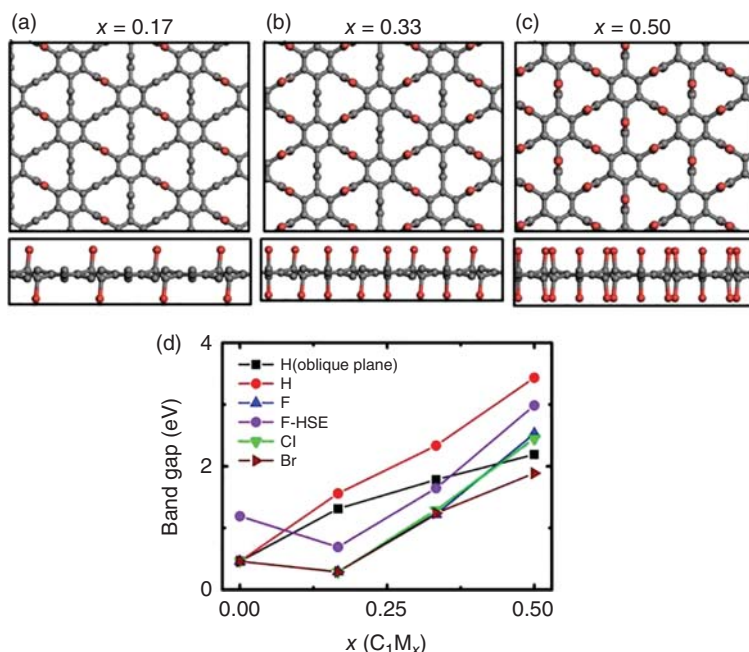 (a) x = 0.17
(b) x = 0.33
(c) x = 0.50
(d)
4
2
0
Band gap (eV)
H(oblique plane)
H
F
F-HSE
Cl
Br
0.00 0.25 0.50
x (C₁Mₓ)